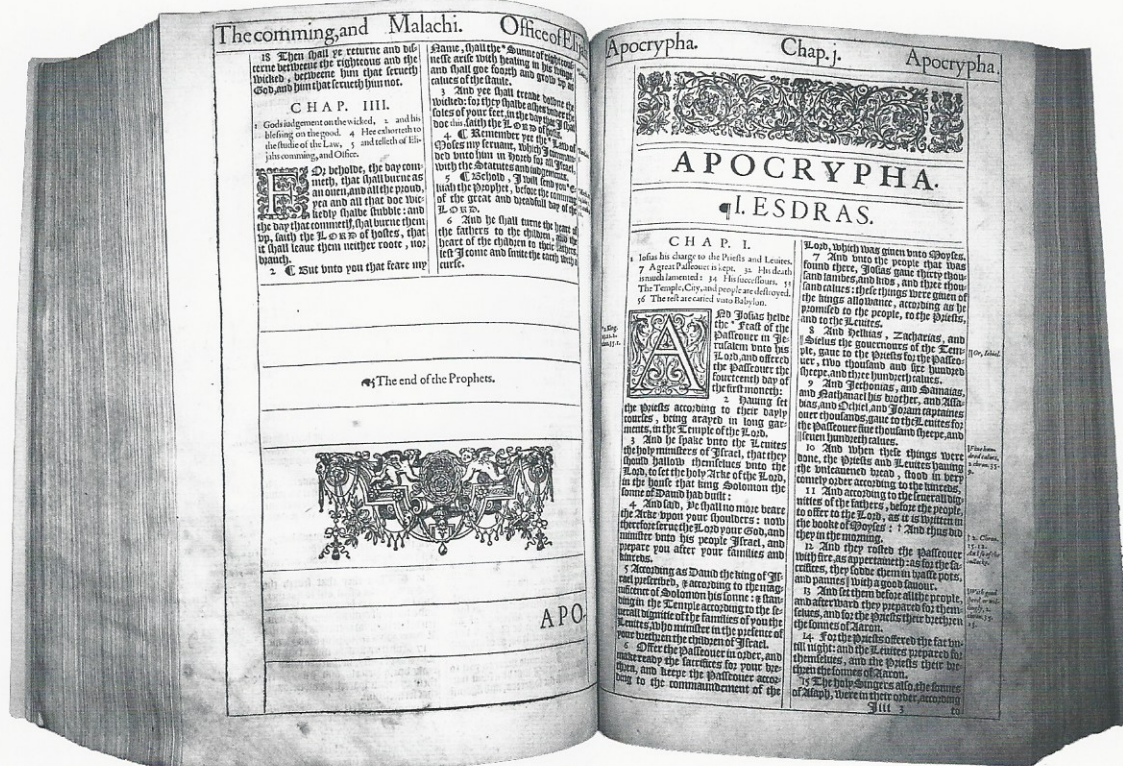 The comming, and Malachi. Office of Elijah
18 Then shall ye returne and dis-
cerne betweene the righteous and the
wicked, betweene him that serueth
God, and him that serueth him not.
CHAP. IIII.
1 Gods iudgement on the wicked, 2 and his
blessing on the good. 4 Hee exhorteth to
the studie of the Law, 5 and telleth of Eli-
jahs comming, and Office.
FOr beholde, the day com-
meth, that shall burne as
an ouen, and all the proud,
yea and all that doe wic-
kedly shalbe stubble: and
the day that commeth, shal burne them
vp, saith the LORD of hostes, that
it shall leaue them neither roote, nor
branch.
2 ¶ But vnto you that feare my
Name, shall the Sunne of righteous-
nesse arise with healing in his wings,
and shall goe foorth and grow vp as
calues of the staule.
3 And yee shall treade downe the
wicked: for they shalbe ashes vnder the
soles of your feet, in the day that I shall
doe this, saith the LORD of hosts.
4 ¶ Remember yee the Law of
Moses my seruant, which I comman-
ded vnto him in Horeb for all Israel,
with the Statutes and iudgements.
5 ¶ Behold, I will send you E-
liiah the Prophet, before the comming
of the great and dreadfull day of the
LORD.
6 And he shall turne the heart of
the fathers to the children, and the
heart of the children to their fathers,
lest I come and smite the earth with a
curse.
The end of the Prophets.
APO-
Apocrypha. Chap. j. Apocrypha.
APOCRYPHA.
¶I. ESDRAS.
CHAP. I.
1 Iosias his charge to the Priests and Leuites.
7 A great Passeouer is kept. 32 His death
is much lamented: 34 His successours. 51
The Temple, City, and people are destroyed.
56 The rest are caried vnto Babylon.
ANd Iosias helde
the Feast of the
Passeouer in Ie-
rusalem vnto his
Lord, and offered
the Passeouer the
fourteenth day of
the first moneth:
2 Hauing set
the Priests according to their dayly
courses, being arayed in long gar-
ments, in the Temple of the Lord.
3 And he spake vnto the Leuites
the holy ministers of Israel, that they
should hallow themselues vnto the
Lord, to set the holy Arke of the Lord,
in the house that king Solomon the
sonne of Dauid had built:
4 And said, Ye shall no more beare
the Arke vpon your shoulders: now
therefore serue the Lord your God, and
minister vnto his people Israel, and
prepare you after your families and
kinreds.
5 According as Dauid the king of Is-
rael prescribed, & according to the mag-
nificence of Solomon his sonne: & stan-
ding in the Temple according to the se-
uerall dignitie of the families of you the
Leuites, who minister in the presence of
your brethren the children of Israel.
6 Offer the Passeouer in order, and
make ready the sacrifices for your bre-
thren, and keepe the Passeouer accor-
ding to the commaundement of the
Lord, which was giuen vnto Moyses.
7 And vnto the people that was
found there, Iosias gaue thirty thou-
sand lambes, and kids, and three thou-
sand calues: these things were giuen of
the kings allowance, according as he
promised to the people, to the Priests,
and to the Leuites.
8 And Helkias, Zacharias, and
Sielus the gouernours of the Tem-
ple, gaue to the Priests for the Passeo-
uer, two thousand and sixe hundred
sheepe, and three hundreth calues.
9 And Iechonias, and Samaias,
and Nathanael his brother, and Assa-
bias, and Ochiel, and Ioram captaines
ouer thousands, gaue to the Leuites for
the Passeouer fiue thousand sheepe, and
seuen hundreth calues.
10 And when these things were
done, the Priests and Leuites hauing
the vnleauened bread, stood in very
comely order according to the kinreds,
11 And according to the seuerall dig-
nities of the fathers, before the people,
to offer to the Lord, as it is written in
the booke of Moyses: And thus did
they in the morning.
12 And they rosted the Passeouer
with fire, as appertaineth: as for the sa-
crifices, they sodde them in brasse pots,
and pannes with a good sauour.
13 And set them before all the people,
and afterward they prepared for them-
selues, and for the Priests their brethren
the sonnes of Aaron.
14 For the Priests offered the fat vn-
till night: and the Leuites prepared for
themselues, and the Priests their bre-
thren the sonnes of Aaron.
15 The holy Singers also, the sonnes
of Asaph, were in their order, according
Iiii 3 to